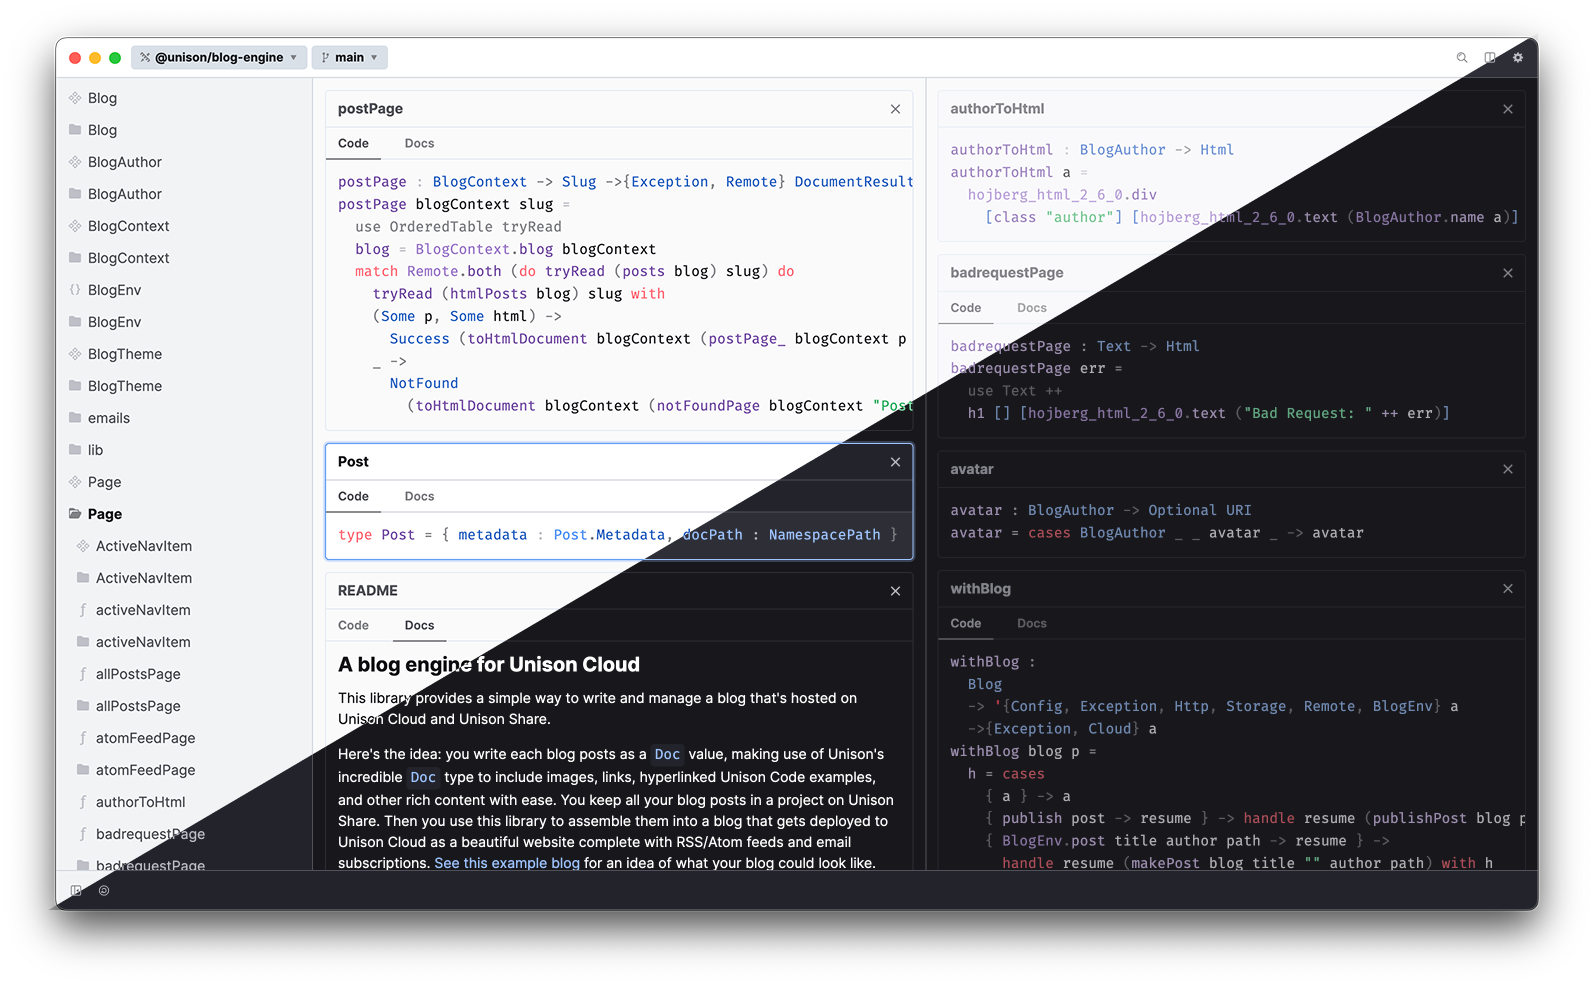 @unison/blog-engine
main
Blog
Blog
BlogAuthor
BlogAuthor
BlogContext
BlogContext
BlogEnv
BlogEnv
BlogTheme
BlogTheme
emails
lib
Page
Page
ActiveNavItem
ActiveNavItem
activeNavItem
activeNavItem
allPostsPage
allPostsPage
atomFeedPage
atomFeedPage
authorToHtml
badrequestPage
badrequestPage
postPage
Code Docs
postPage : BlogContext -> Slug ->{Exception, Remote} DocumentResult
postPage blogContext slug =
use OrderedTable tryRead
blog = BlogContext.blog blogContext
match Remote.both (do tryRead (posts blog) slug) do
tryRead (htmlPosts blog) slug with
(Some p, Some html) ->
Success (toHtmlDocument blogContext (postPage_ blogContext p
_ ->
NotFound
(toHtmlDocument blogContext (notFoundPage blogContext "Post
Post
Code Docs
type Post = { metadata : Post.Metadata, docPath : NamespacePath }
README
Code Docs
A blog engine for Unison Cloud
This library provides a simple way to write and manage a blog that's hosted on
Unison Cloud and Unison Share.
Here's the idea: you write each blog posts as a Doc value, making use of Unison's
incredible Doc type to include images, links, hyperlinked Unison Code examples,
and other rich content with ease. You keep all your blog posts in a project on Unison
Share. Then you use this library to assemble them into a blog that gets deployed to
Unison Cloud as a beautiful website complete with RSS/Atom feeds and email
subscriptions. See this example blog for an idea of what your blog could look like.
authorToHtml
authorToHtml : BlogAuthor -> Html
authorToHtml a =
hojberg_html_2_6_0.div
[class "author"] [hojberg_html_2_6_0.text (BlogAuthor.name a)]
badrequestPage
Code Docs
badrequestPage : Text -> Html
badrequestPage err =
use Text ++
h1 [] [hojberg_html_2_6_0.text ("Bad Request: " ++ err)]
avatar
avatar : BlogAuthor -> Optional URI
avatar = cases BlogAuthor _ _ avatar _ -> avatar
withBlog
Code Docs
withBlog :
Blog
-> '{Config, Exception, Http, Storage, Remote, BlogEnv} a
->{Exception, Cloud} a
withBlog blog p =
h = cases
{ a } -> a
{ publish post -> resume } -> handle resume (publishPost blog p
{ BlogEnv.post title author path -> resume } ->
handle resume (makePost blog title "" author path) with h